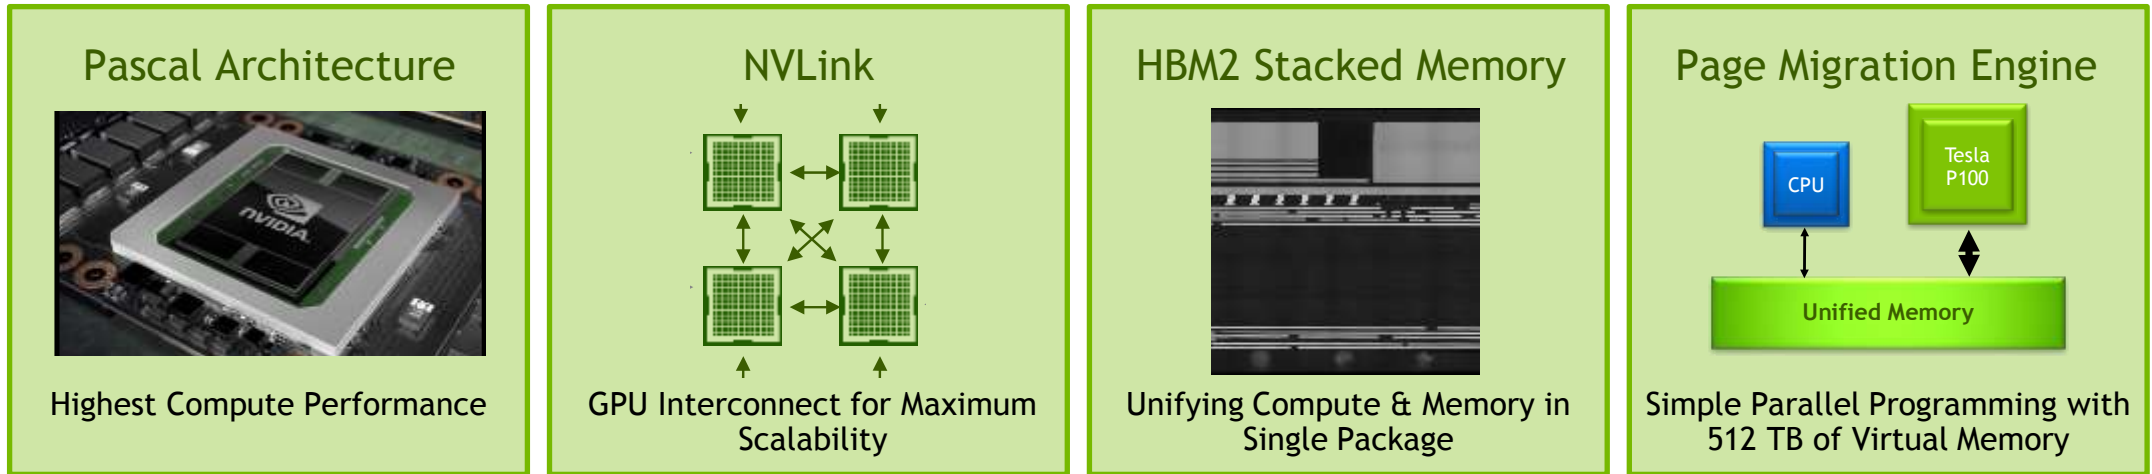 Pascal Architecture
NVIDIA.
Highest Compute Performance
NVLink
GPU Interconnect for Maximum
Scalability
HBM2 Stacked Memory
Unifying Compute & Memory in
Single Package
Page Migration Engine
CPU
Tesla
P100
Unified Memory
Simple Parallel Programming with
512 TB of Virtual Memory